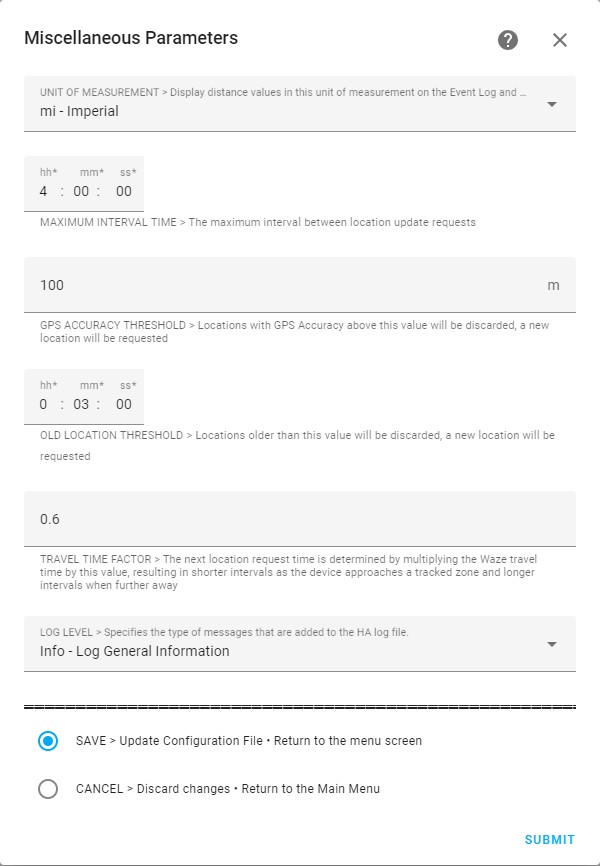 Miscellaneous Parameters
UNIT OF MEASUREMENT > Display distance values in this unit of measurement on the Event Log and ...
mi - Imperial
hh* mm* ss*
4 : 00 : 00
MAXIMUM INTERVAL TIME > The maximum interval between location update requests
100 m
GPS ACCURACY THRESHOLD > Locations with GPS Accuracy above this value will be discarded, a new
location will be requested
hh* mm* ss*
0 : 03 : 00
OLD LOCATION THRESHOLD > Locations older than this value will be discarded, a new location will be
requested
0.6
TRAVEL TIME FACTOR > The next location request time is determined by multiplying the Waze travel
time by this value, resulting in shorter intervals as the device approaches a tracked zone and longer
intervals when further away
LOG LEVEL > Specifies the type of messages that are added to the HA log file.
Info - Log General Information
SAVE > Update Configuration File • Return to the menu screen
CANCEL > Discard changes • Return to the Main Menu
SUBMIT